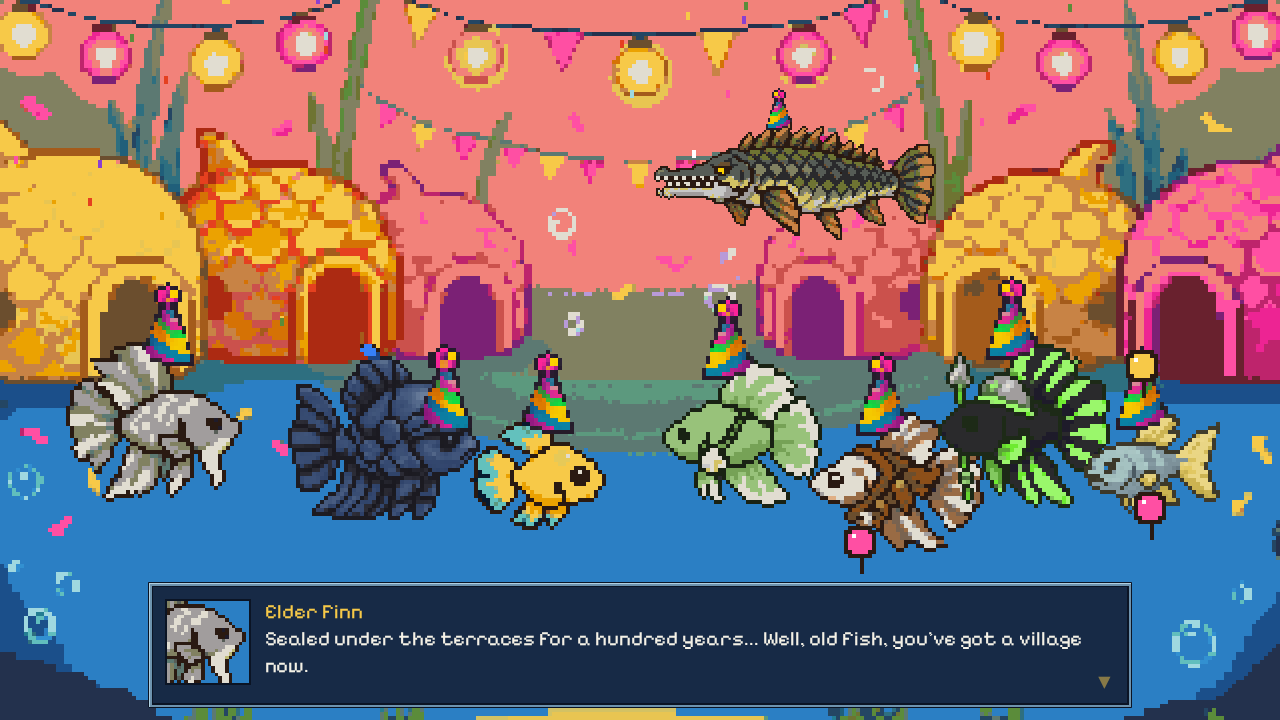 Elder Finn
Sealed under the terraces for a hundred years... Well, old fish, you've got a village
now.